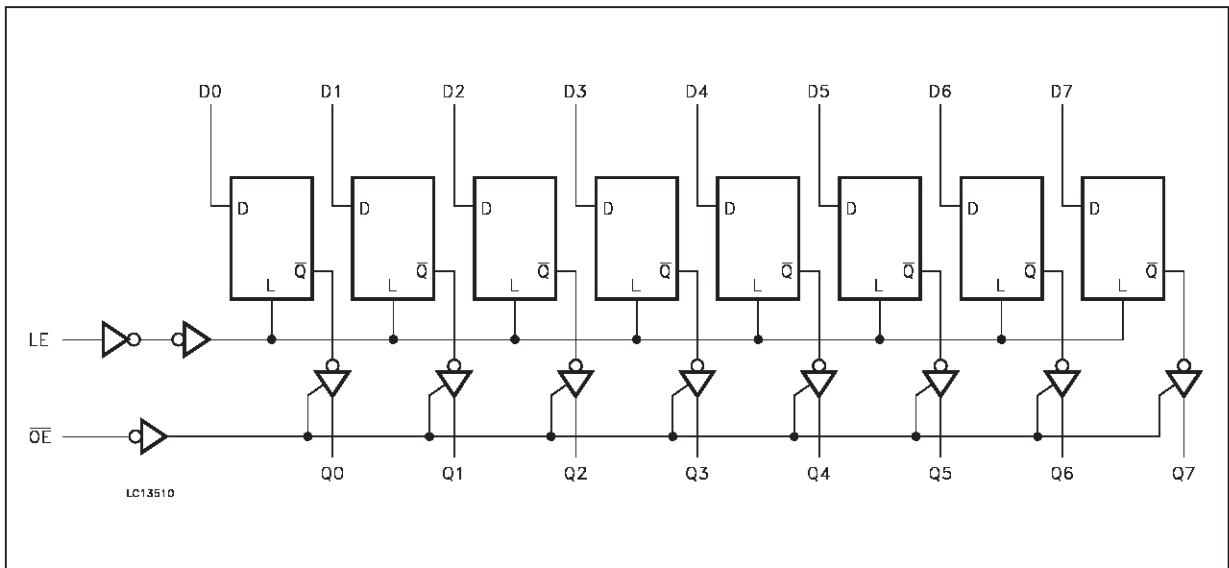 D0 D1 D2 D3 D4 D5 D6 D7
D D D D D D D D
Q̅ Q̅ Q̅ Q̅ Q̅ Q̅ Q̅ Q̅
L L L L L L L L
LE
O̅E̅
Q0 Q1 Q2 Q3 Q4 Q5 Q6 Q7
LC13510